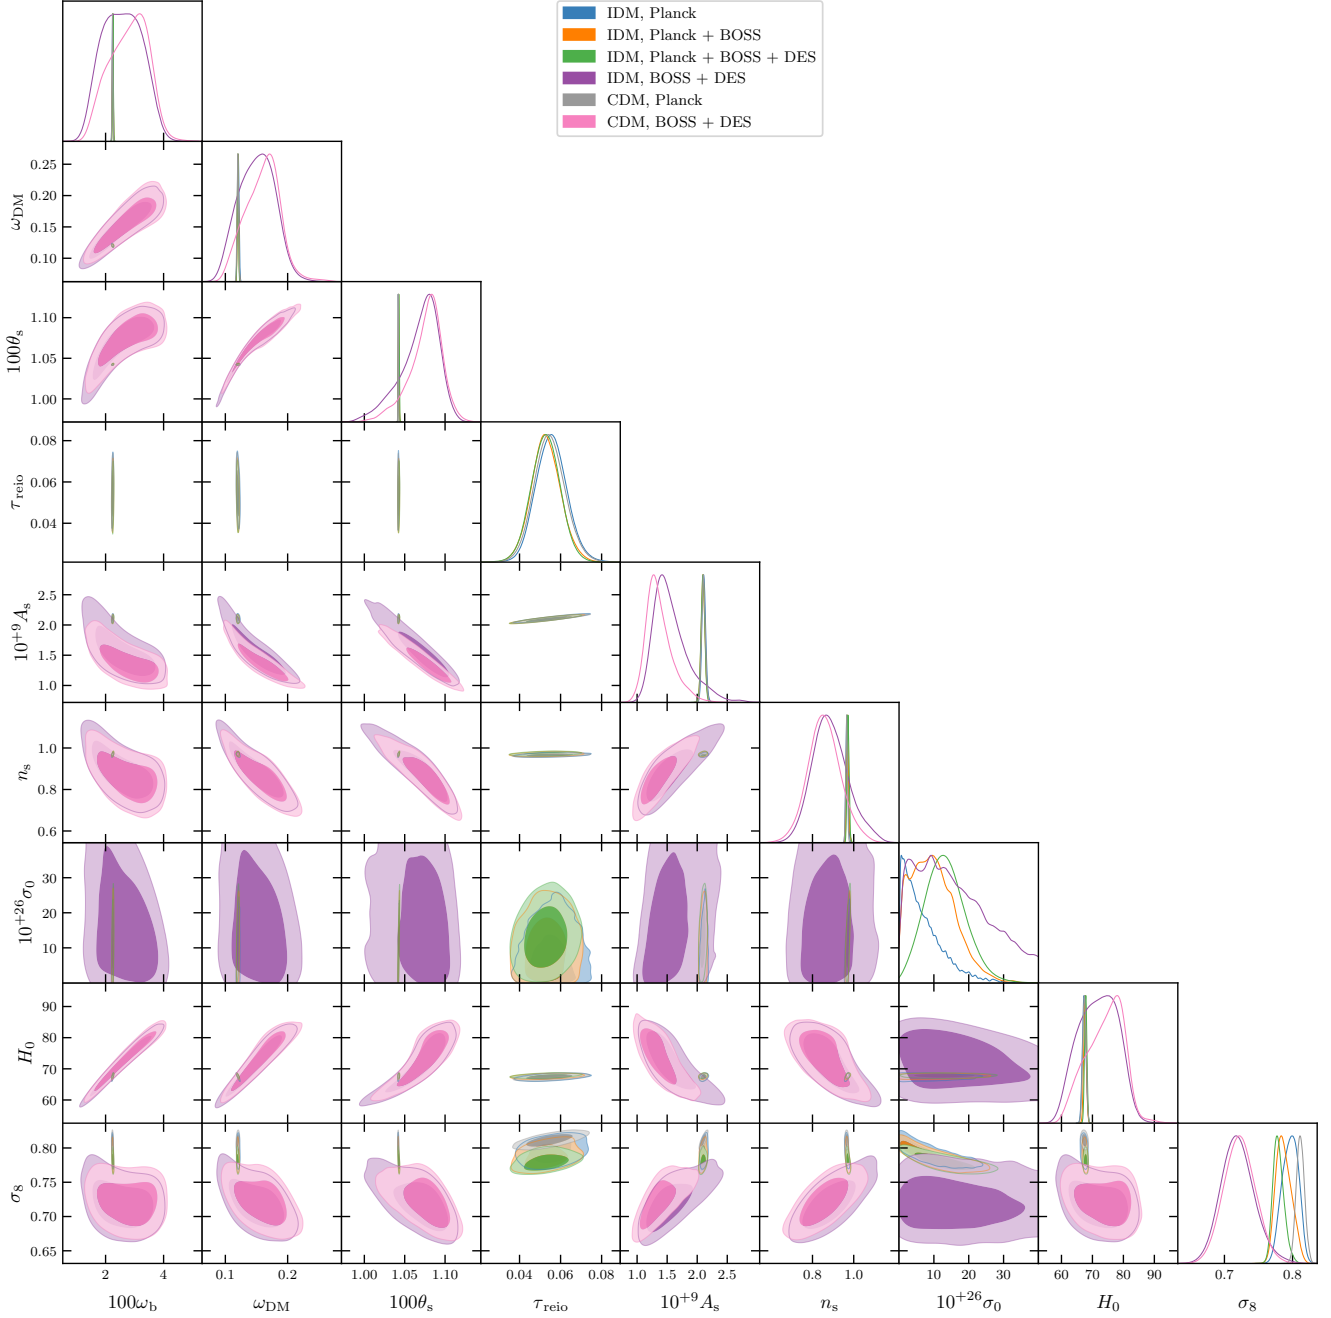 IDM, Planck
IDM, Planck + BOSS
IDM, Planck + BOSS + DES
IDM, BOSS + DES
CDM, Planck
CDM, BOSS + DES
0.25
0.20
0.15
0.10
ω_DM
1.10
1.05
1.00
100θ_s
0.08
0.06
0.04
τ_reio
2.5
2.0
1.5
1.0
10^{+9}A_s
1.0
0.8
0.6
n_s
30
20
10
10^{+26}σ_0
90
80
70
60
H_0
0.80
0.75
0.70
0.65
σ_8
2 4 0.1 0.2 1.00 1.05 1.10 0.04 0.06 0.08 1.0 1.5 2.0 2.5 0.8 1.0 10 20 30 60 70 80 90 0.7 0.8
100ω_b ω_DM 100θ_s τ_reio 10^{+9}A_s n_s 10^{+26}σ_0 H_0 σ_8